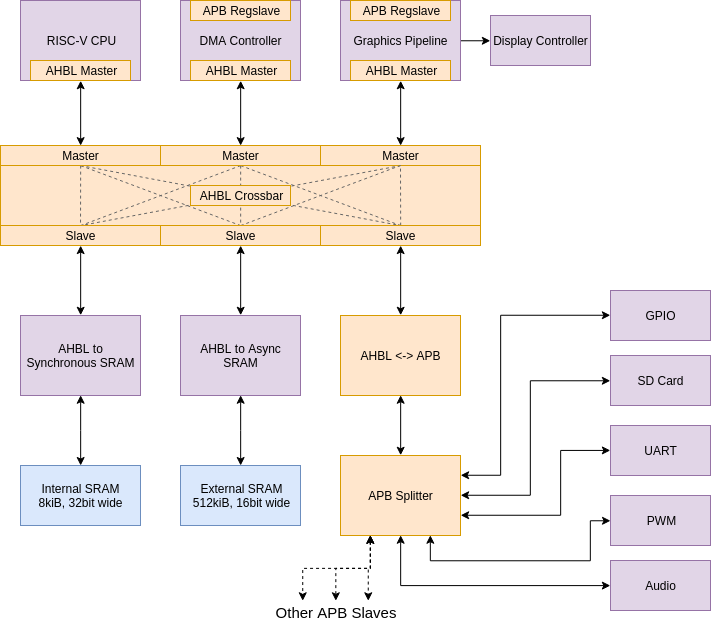 APB Regslave
APB Regslave
RISC-V CPU
DMA Controller
Graphics Pipeline
Display Controller
AHBL Master
AHBL Master
AHBL Master
Master
Master
Master
AHBL Crossbar
Slave
Slave
Slave
AHBL to
Synchronous SRAM
AHBL to Async
SRAM
AHBL <-> APB
GPIO
SD Card
UART
PWM
Audio
Internal SRAM
8kiB, 32bit wide
External SRAM
512kiB, 16bit wide
APB Splitter
Other APB Slaves